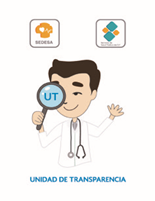 SEDESA
UT
UNIDAD DE TRANSPARENCIA